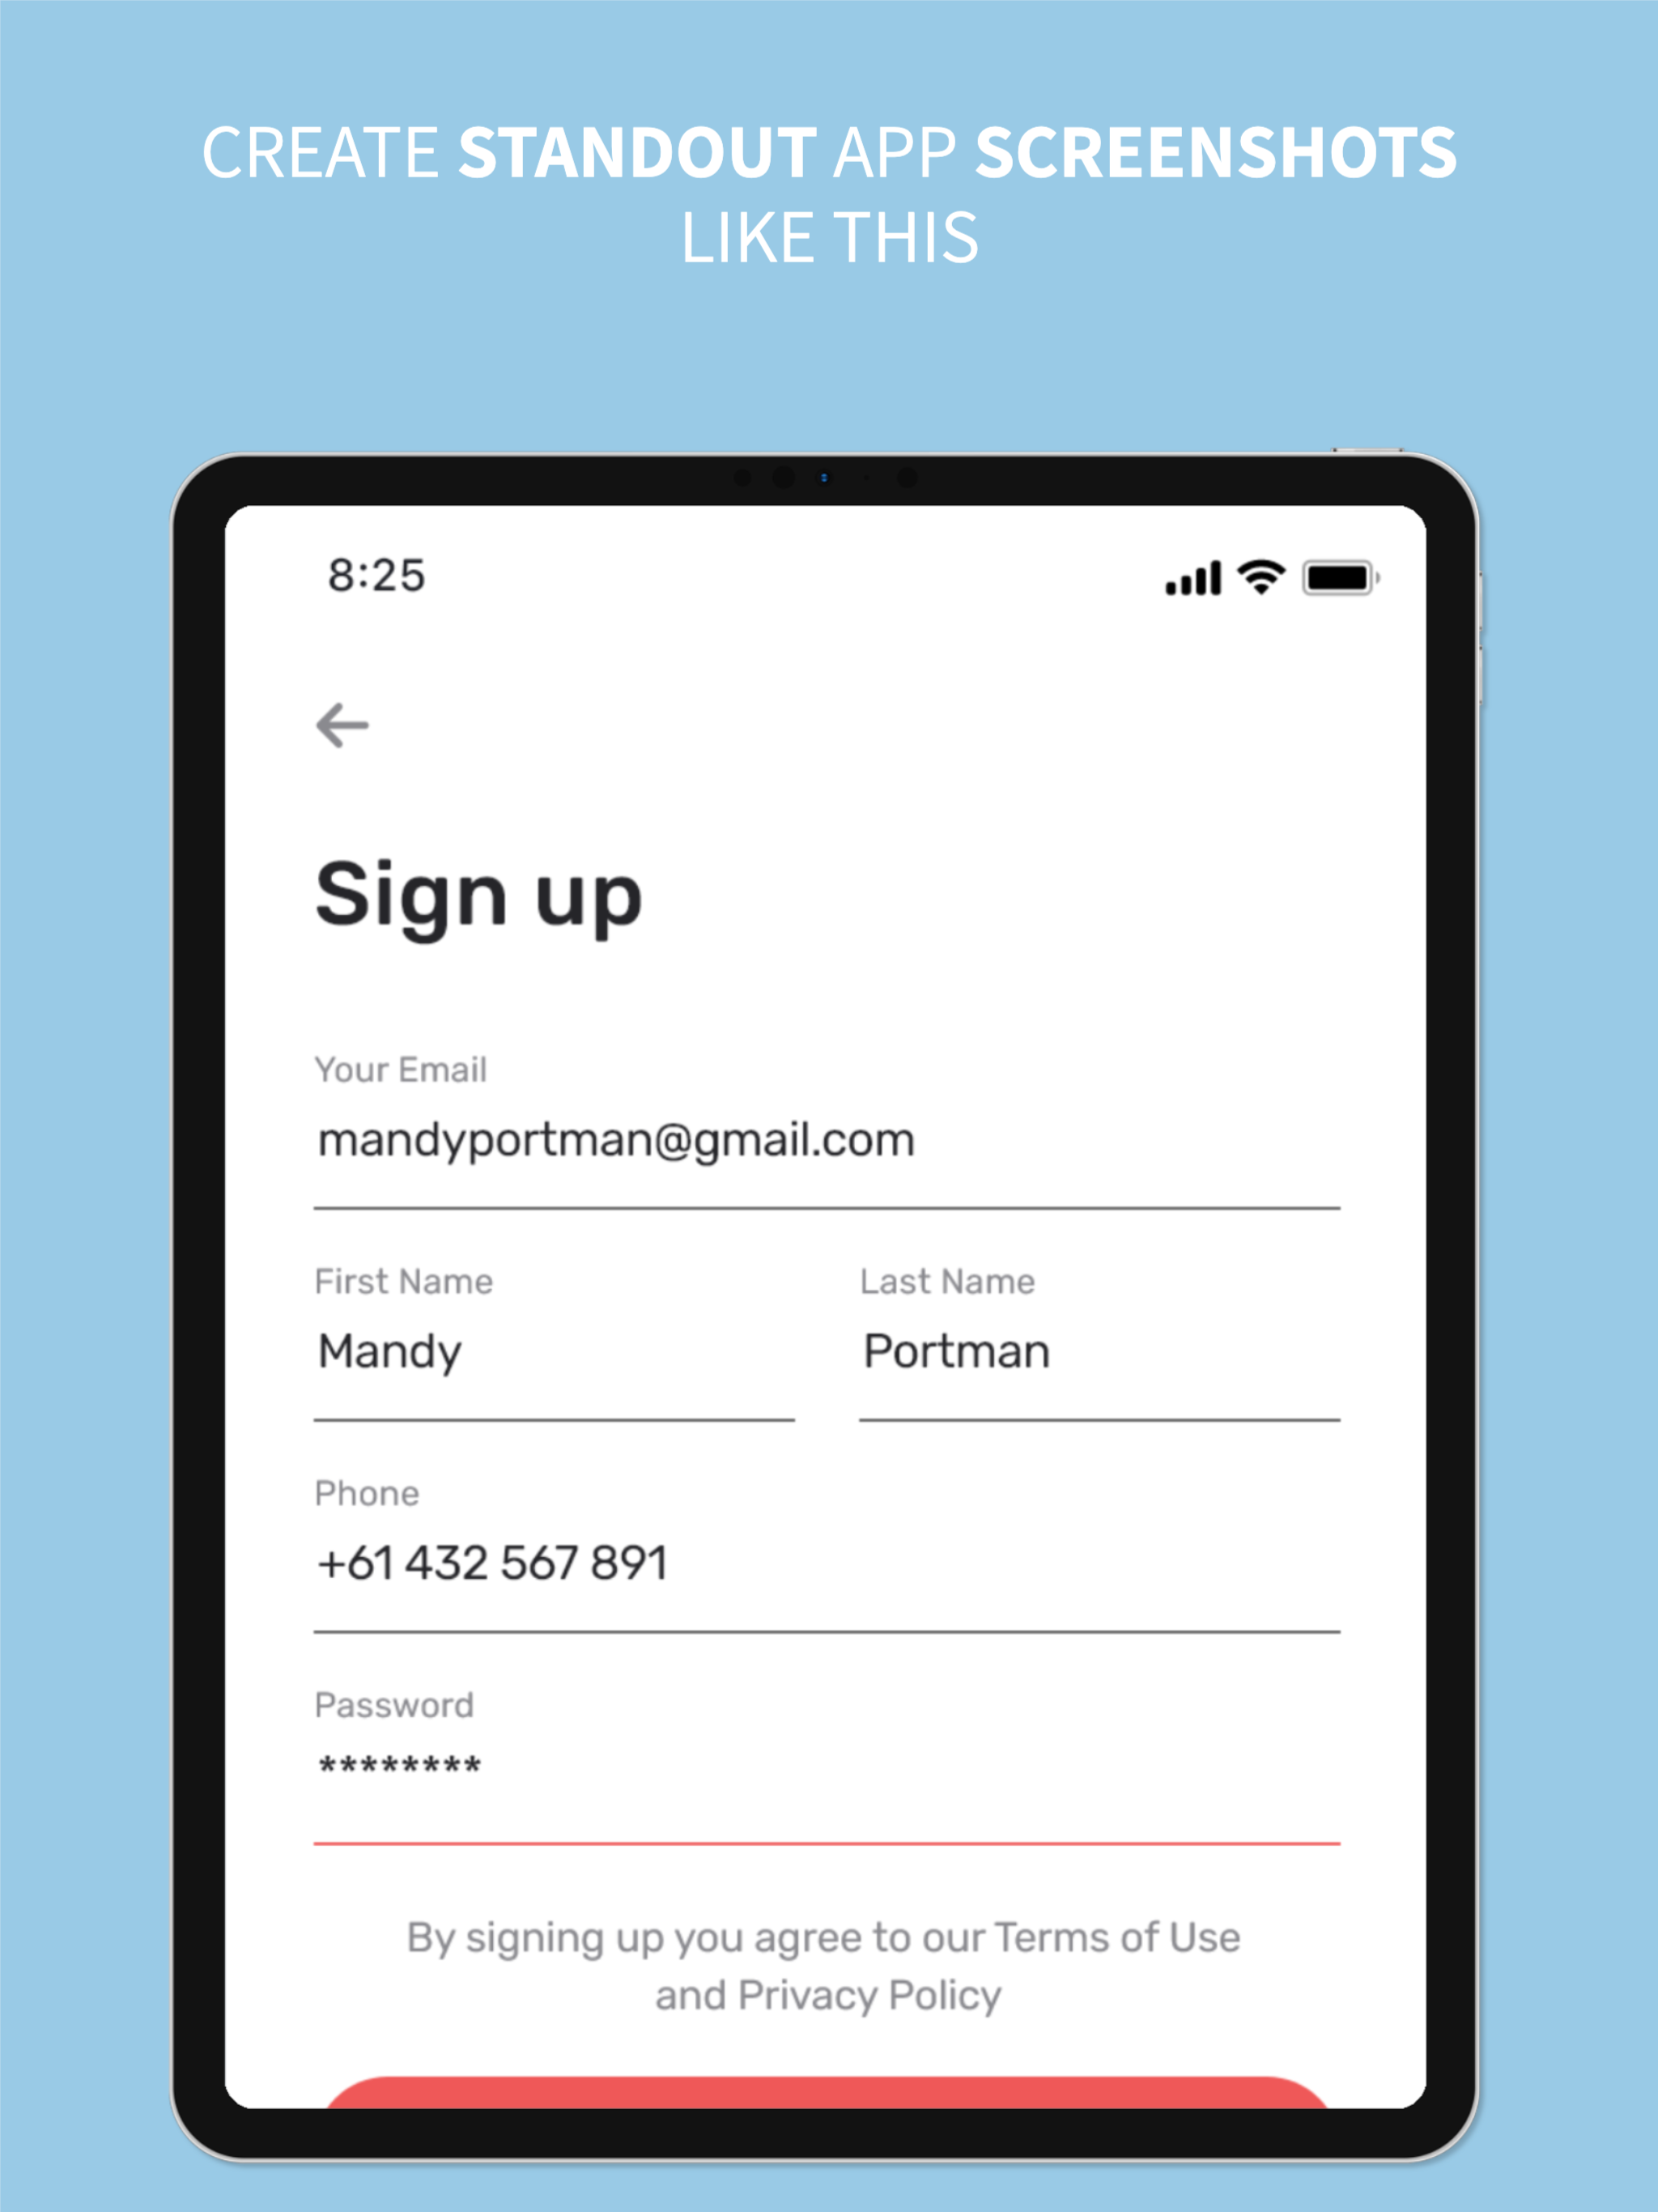 CREATE STANDOUT APP SCREENSHOTS
LIKE THIS
8:25
Sign up
Your Email
mandyportman@gmail.com
First Name Last Name
Mandy Portman
Phone
+61 432 567 891
Password
********
By signing up you agree to our Terms of Use
and Privacy Policy